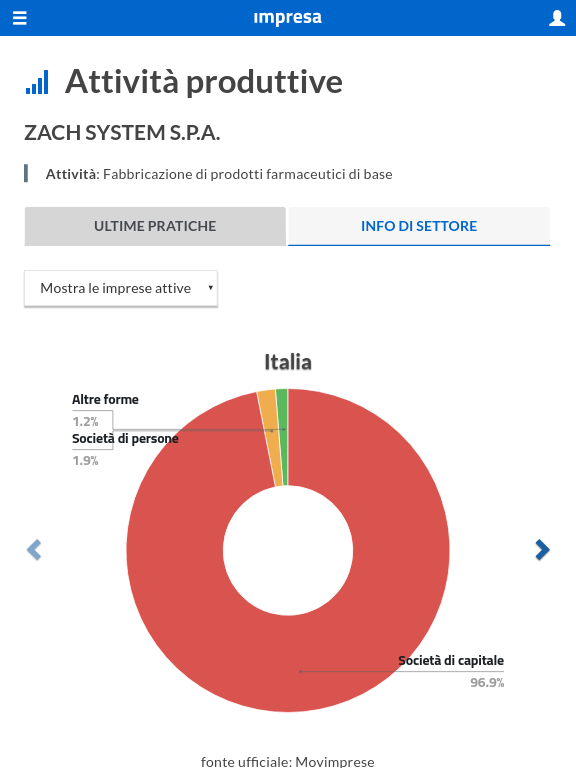 ımpresa
Attività produttive
ZACH SYSTEM S.P.A.
Attività: Fabbricazione di prodotti farmaceutici di base
ULTIME PRATICHE
INFO DI SETTORE
Mostra le imprese attive
Italia
Altre forme
1.2%
Società di persone
1.9%
Società di capitale
96.9%
fonte ufficiale: Movimprese